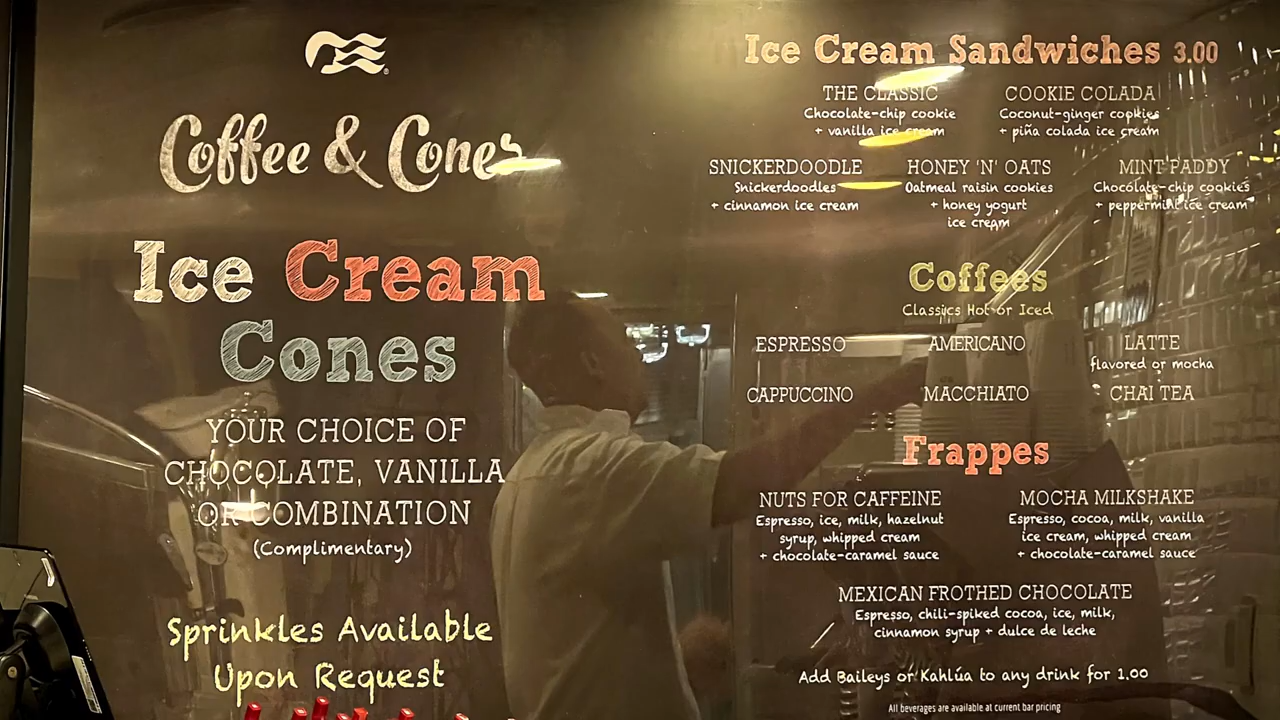 Coffee & Cones
Ice Cream
Cones
YOUR CHOICE OF
CHOCOLATE, VANILLA
OR COMBINATION
(Complimentary)
Sprinkles Available
Upon Request
Ice Cream Sandwiches 3.00
THE CLASSIC
Chocolate-chip cookie
+ vanilla ice cream
COOKIE COLADA
Coconut-ginger cookies
+ piña colada ice cream
SNICKERDOODLE
Snickerdoodles
+ cinnamon ice cream
HONEY 'N' OATS
Oatmeal raisin cookies
+ honey yogurt
ice cream
MINT PADDY
Chocolate-chip cookies
+ peppermint ice cream
Coffees
Classics Hot or Iced
ESPRESSO
AMERICANO
LATTE
flavored or mocha
CAPPUCCINO
MACCHIATO
CHAI TEA
Frappes
NUTS FOR CAFFEINE
Espresso, ice, milk, hazelnut
syrup, whipped cream
+ chocolate-caramel sauce
MOCHA MILKSHAKE
Espresso, cocoa, milk, vanilla
ice cream, whipped cream
+ chocolate-caramel sauce
MEXICAN FROTHED CHOCOLATE
Espresso, chili-spiked cocoa, ice, milk,
cinnamon syrup + dulce de leche
Add Baileys or Kahlúa to any drink for 1.00
All beverages are available at current bar pricing